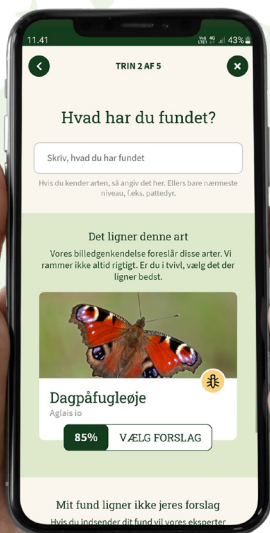 11.41
43%
TRIN 2 AF 5
Hvad har du fundet?
Skriv, hvad du har fundet
Hvis du kender arten, så angiv det her. Ellers bare nærmeste
niveau, f.eks. pattedyr.
Det ligner denne art
Vores billedgenkendelse foreslår disse arter. Vi
rammer ikke altid rigtigt. Er du i tvivl, vælg det der
ligner bedst.
Dagpåfugleøje
Aglais io
85% VÆLG FORSLAG
Mit fund ligner ikke jeres forslag
Hvis du indsender dit fund vil vores eksperter